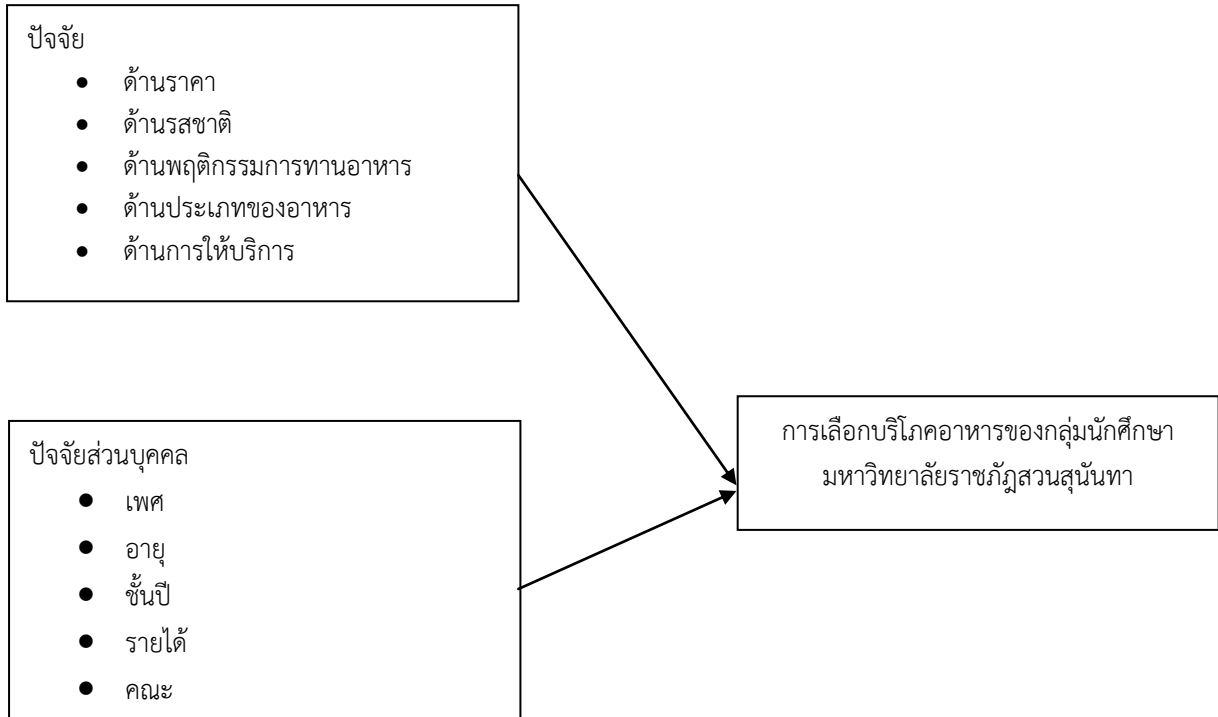 ปัจจัย
• ด้านราคา
• ด้านรสชาติ
• ด้านพฤติกรรมการทานอาหาร
• ด้านประเภทของอาหาร
• ด้านการให้บริการ
ปัจจัยส่วนบุคคล
• เพศ
• อายุ
• ชั้นปี
• รายได้
• คณะ
การเลือกบริโภคอาหารของกลุ่มนักศึกษา
มหาวิทยาลัยราชภัฎสวนสุนันทา